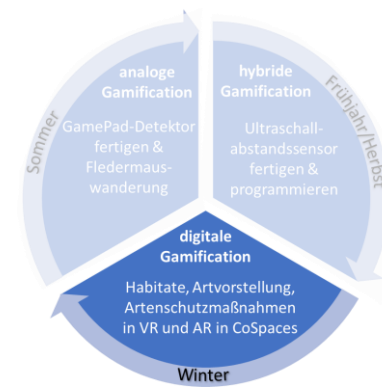 analoge
Gamification
GamePad-Detektor
fertigen &
Fledermaus-
wanderung
Sommer
hybride
Gamification
Ultraschall-
abstandssensor
fertigen &
programmieren
Frühjahr/Herbst
digitale
Gamification
Habitate, Artvorstellung,
Artenschutzmaßnahmen
in VR und AR in CoSpaces
Winter